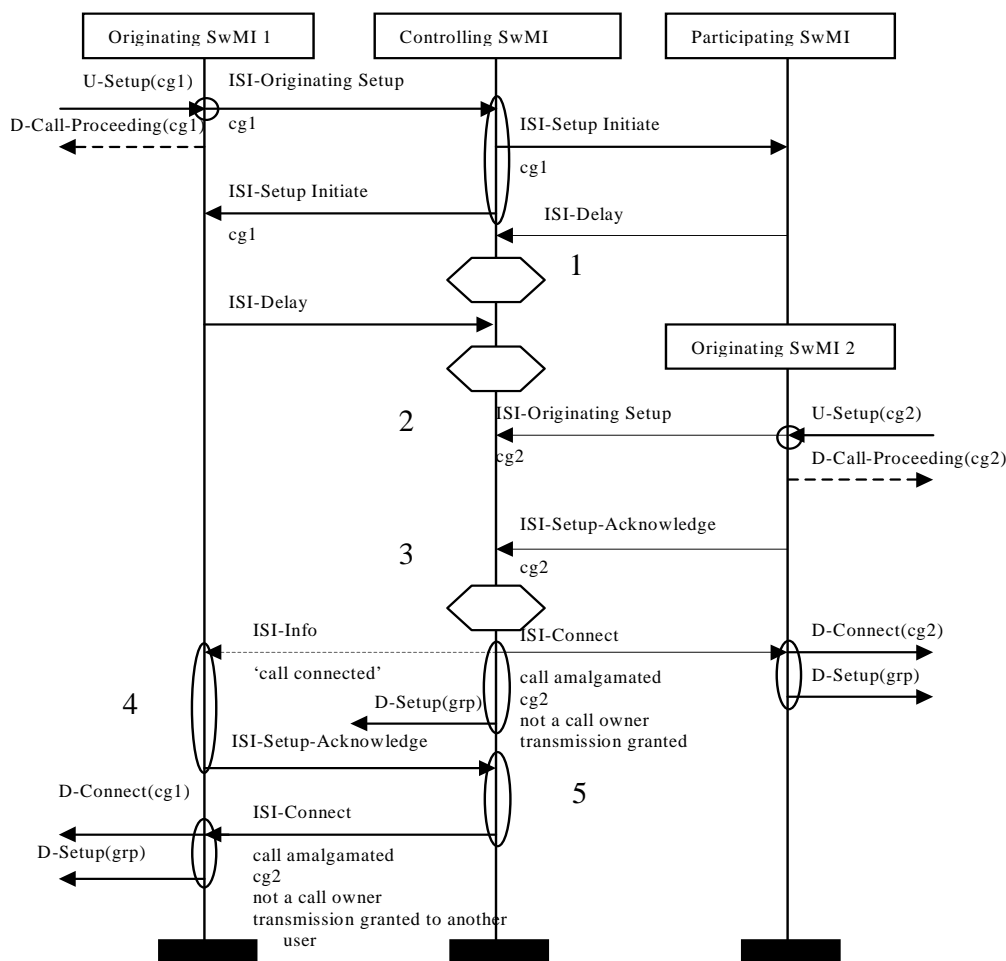 Originating SwMI 1
Controlling SwMI
Participating SwMI
U-Setup(cg1)
ISI-Originating Setup
D-Call-Proceeding(cg1)
cg1
ISI-Setup Initiate
cg1
ISI-Setup Initiate
cg1
ISI-Delay
1
ISI-Delay
Originating SwMI 2
2
ISI-Originating Setup
U-Setup(cg2)
cg2
D-Call-Proceeding(cg2)
ISI-Setup-Acknowledge
3
cg2
ISI-Info
ISI-Connect
D-Connect(cg2)
‘call connected’
call amalgamated
cg2
not a call owner
transmission granted
D-Setup(grp)
4
D-Setup(grp)
ISI-Setup-Acknowledge
5
D-Connect(cg1)
ISI-Connect
D-Setup(grp)
call amalgamated
cg2
not a call owner
transmission granted to another
user